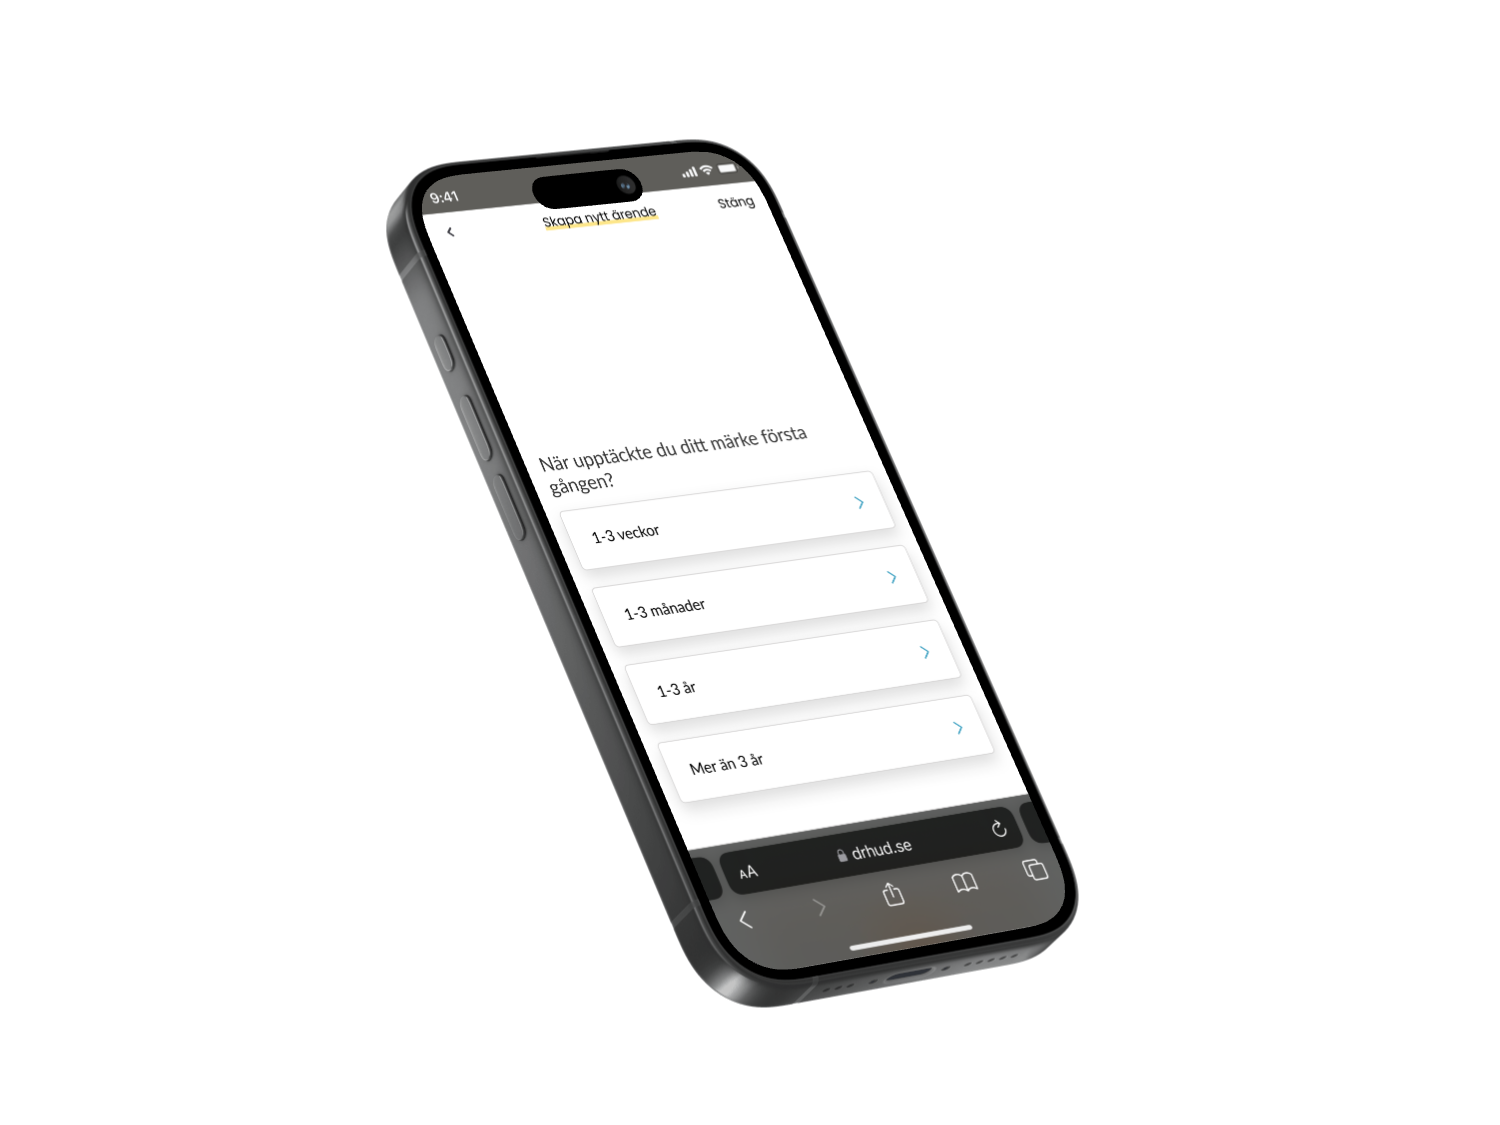 9:41
Skapa nytt ärende
Stäng
När upptäckte du ditt märke första
gången?
1-3 veckor
1-3 månader
1-3 år
Mer än 3 år
AA
drhud.se